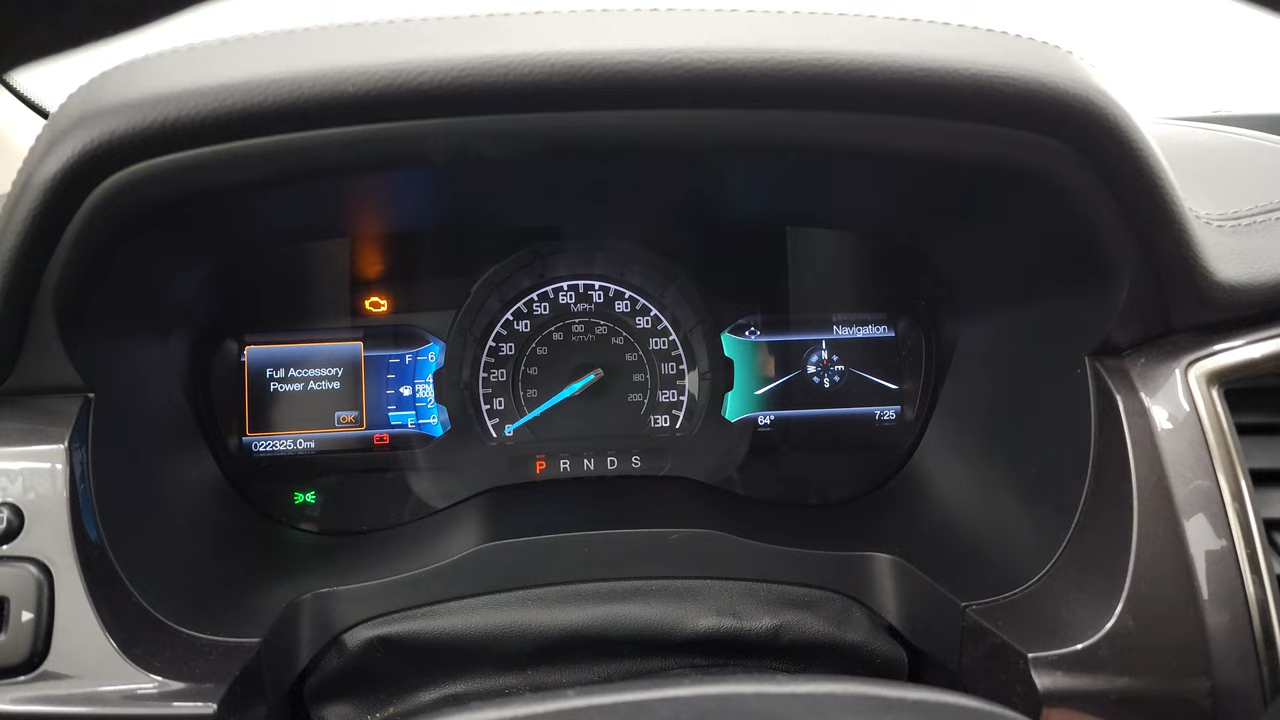 Full Accessory
Power Active
OK
022325.0mi
F
E
6
4
RPM
x1000
2
0
0
10
20
30
40
50
60
70
80
90
100
110
120
130
MPH
20
40
60
80
100
120
140
160
180
200
km/h
P R N D S
Navigation
N
W
E
S
64°
7:25